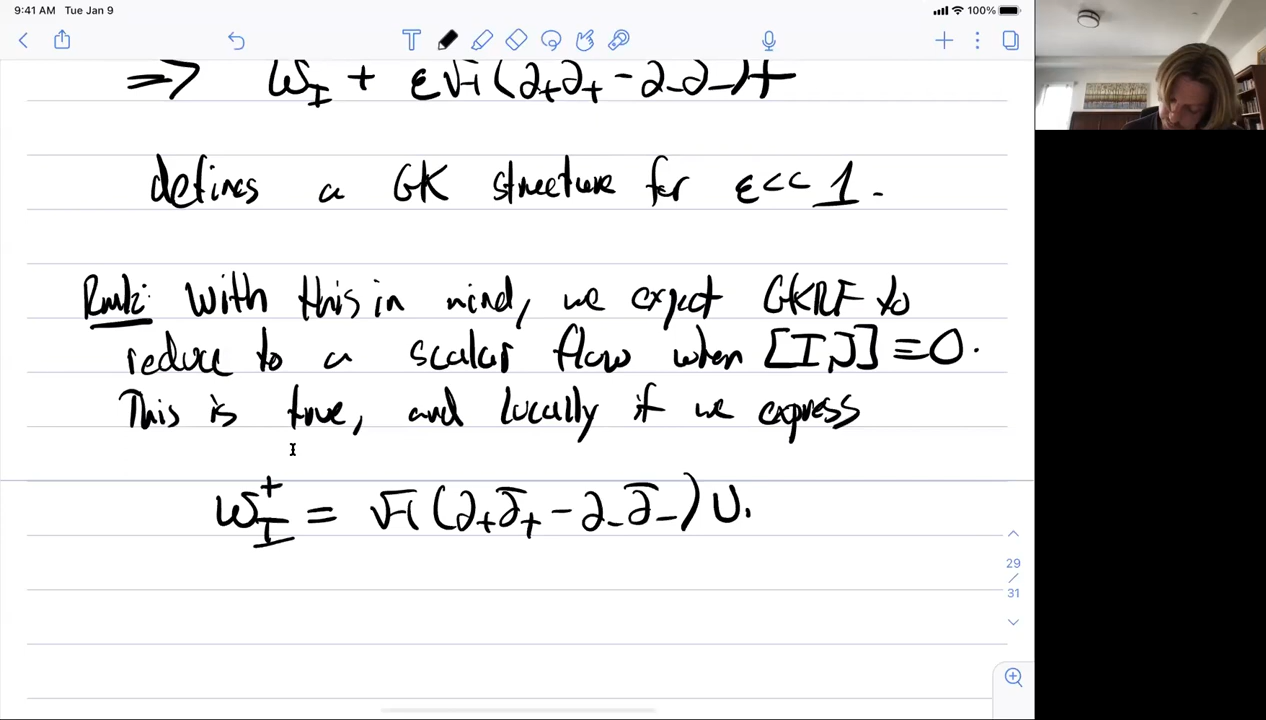 9:41 AM Tue Jan 9
100%
=> ω_I + ε√-1 (∂₊∂₊ - ∂₋∂₋)f
defines a GK structure for ε<< 1.
Rmk: With this in mind, we expect GKRF to
reduce to a scalar flow when [I,J] ≡ 0.
This is true, and locally if we express
ω_I^+ = √-1 (∂₊∂̄₊ - ∂₋∂̄₋) u.
29
/
31